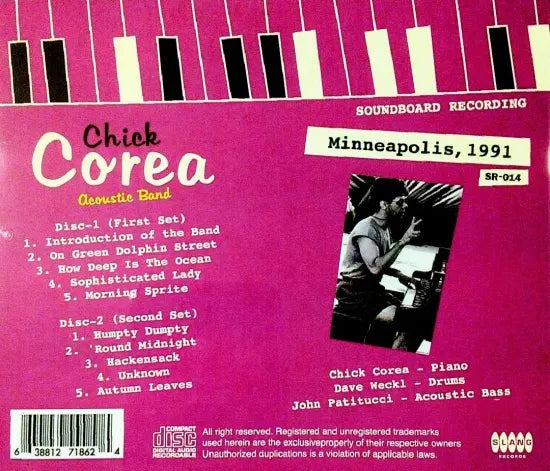 SOUNDBOARD RECORDING
Chick
Corea
Acoustic Band
Minneapolis, 1991
SR-014
Disc-1 (First Set)
1. Introduction of the Band
2. On Green Dolphin Street
3. How Deep Is The Ocean
4. Sophisticated Lady
5. Morning Sprite
Disc-2 (Second Set)
1. Humpty Dumpty
2. 'Round Midnight
3. Hackensack
4. Unknown
5. Autumn Leaves
Chick Corea - Piano
Dave Weckl - Drums
John Patitucci - Acoustic Bass
6 38812 71862 4
COMPACT
disc
DIGITAL AUDIO
RECORDABLE
All right reserved. Registered and unregistered trademarks
used herein are the exclusiveproperly of their respective owners
Unauthorized duplications is a violation of applicable laws.
SLANG
RECORDS